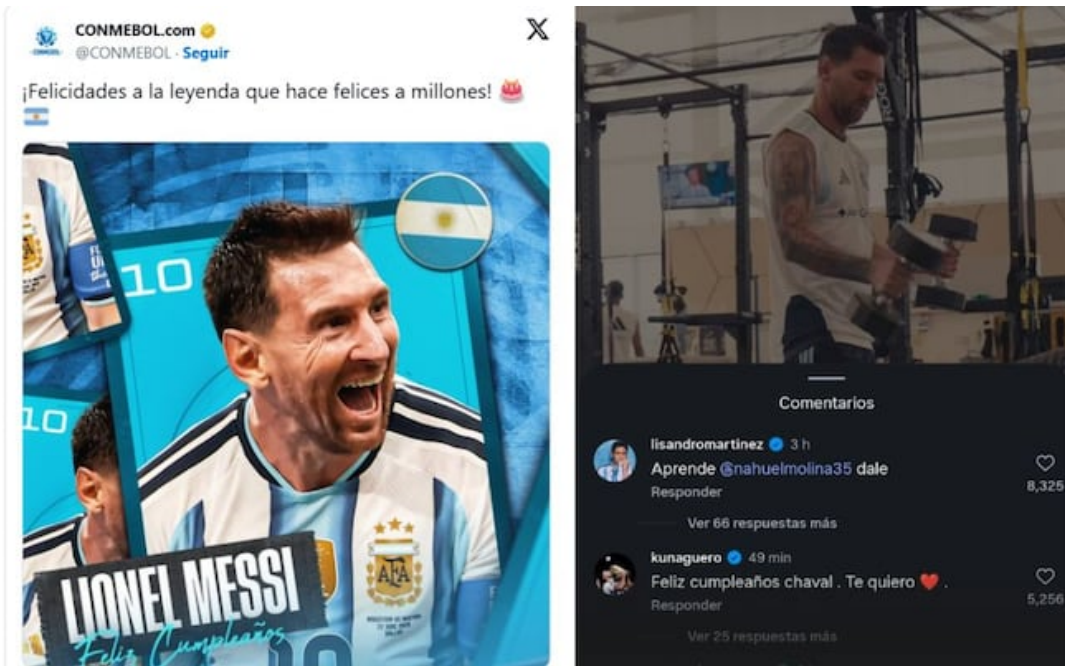 CONMEBOL.com
@CONMEBOL · Seguir
¡Felicidades a la leyenda que hace felices a millones! 🎂
🇦🇷
10
10
AFA
LIONEL MESSI
Feliz Cumpleaños
10
Comentarios
lisandromartinez 3 h
Aprende @nahuelmolina35 dale
Responder
8,325
Ver 66 respuestas más
kunaguero 49 min
Feliz cumpleaños chaval . Te quiero ❤️ .
Responder
5,256
Ver 25 respuestas más